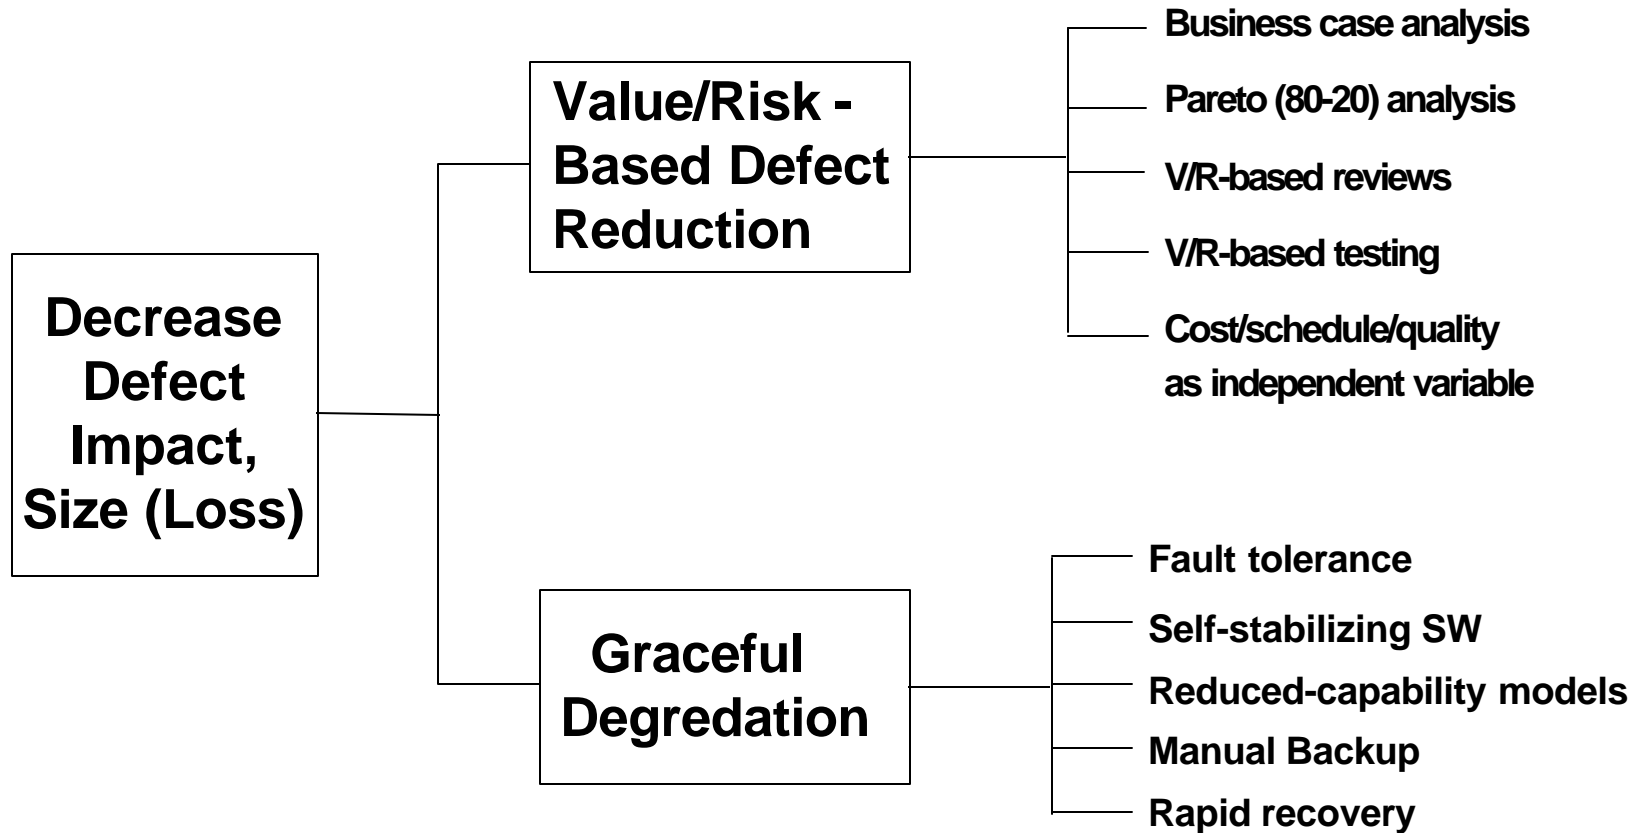 Decrease
Defect
Impact,
Size (Loss)
Value/Risk -
Based Defect
Reduction
Business case analysis
Pareto (80-20) analysis
V/R-based reviews
V/R-based testing
Cost/schedule/quality
as independent variable
Graceful
Degredation
Fault tolerance
Self-stabilizing SW
Reduced-capability models
Manual Backup
Rapid recovery